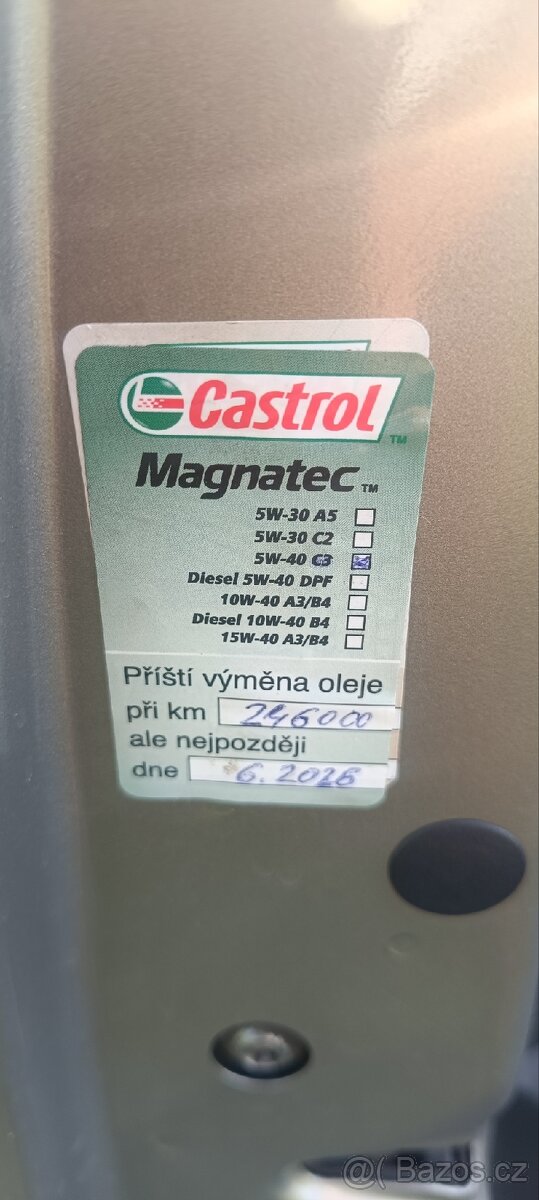 Castrol TM
Magnatec TM
5W-30 A5
5W-30 C2
5W-40 C3
Diesel 5W-40 DPF
10W-40 A3/B4
Diesel 10W-40 B4
15W-40 A3/B4
Příští výměna oleje
při km 246000
ale nejpozději
dne 6. 2026
@( Bazos.cz